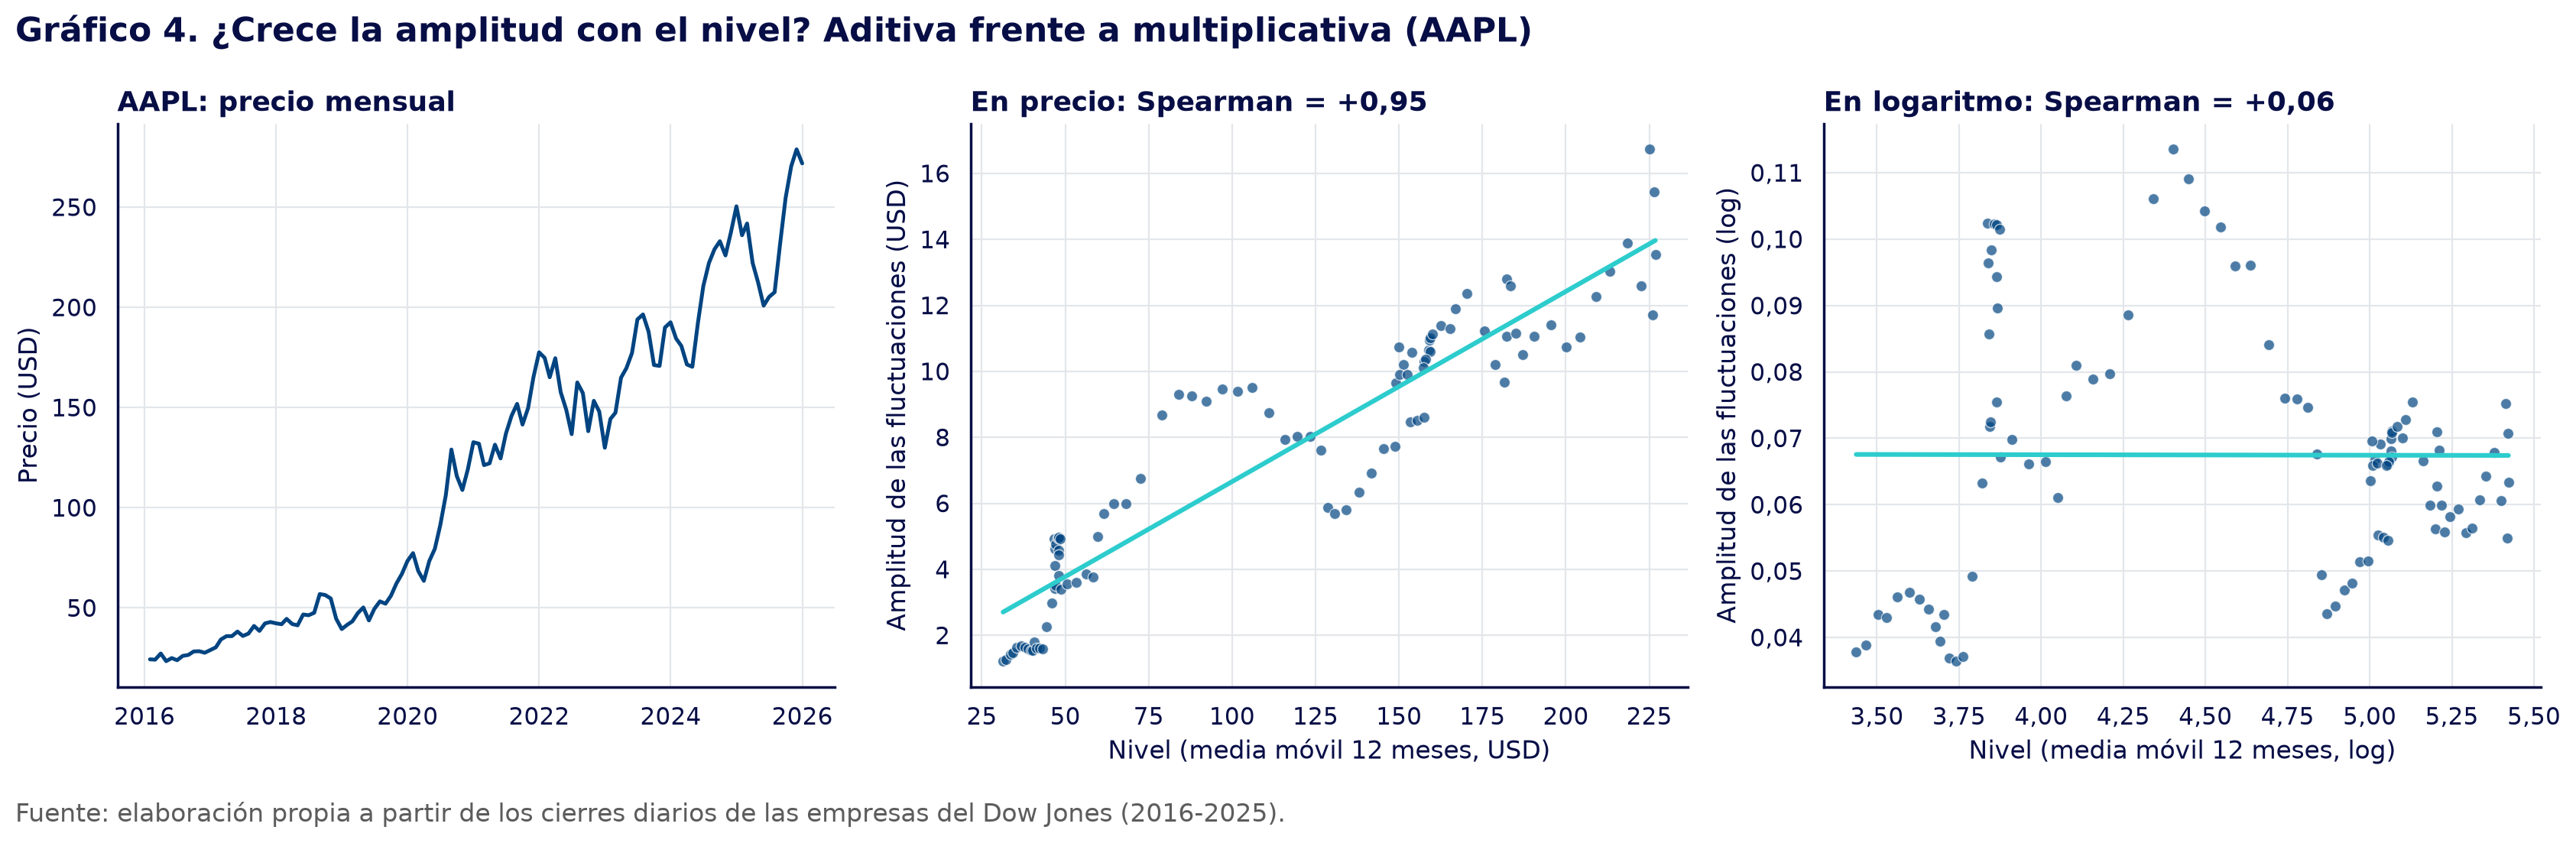 Gráfico 4. ¿Crece la amplitud con el nivel? Aditiva frente a multiplicativa (AAPL)
AAPL: precio mensual
Precio (USD)
250
200
150
100
50
2016 2018 2020 2022 2024 2026
En precio: Spearman = +0,95
Amplitud de las fluctuaciones (USD)
16
14
12
10
8
6
4
2
25 50 75 100 125 150 175 200 225
Nivel (media móvil 12 meses, USD)
En logaritmo: Spearman = +0,06
Amplitud de las fluctuaciones (log)
0,11
0,10
0,09
0,08
0,07
0,06
0,05
0,04
3,50 3,75 4,00 4,25 4,50 4,75 5,00 5,25 5,50
Nivel (media móvil 12 meses, log)
Fuente: elaboración propia a partir de los cierres diarios de las empresas del Dow Jones (2016-2025).